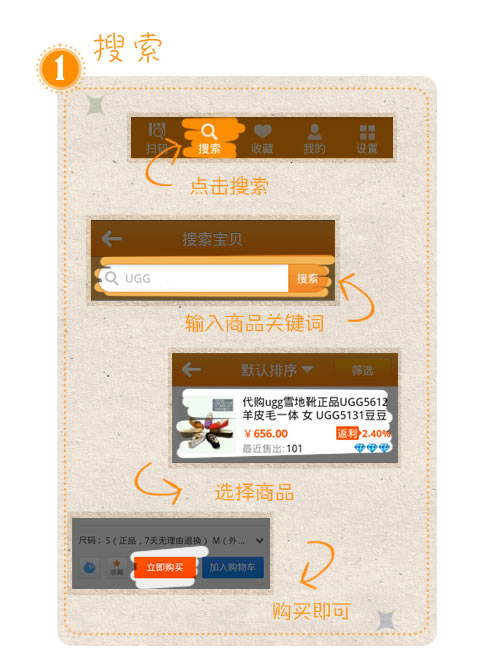 1
搜索
扫码 搜索 收藏 我的 设置
点击搜索
搜索宝贝
UGG 搜索
输入商品关键词
默认排序 筛选
代购ugg雪地靴正品UGG5612
羊皮毛一体 女 UGG5131豆豆
￥656.00 返利 2.40%
最近售出: 101
选择商品
尺码：S（正品，7天无理由退换） M（外...
收藏 立即购买 加入购物车
购买即可